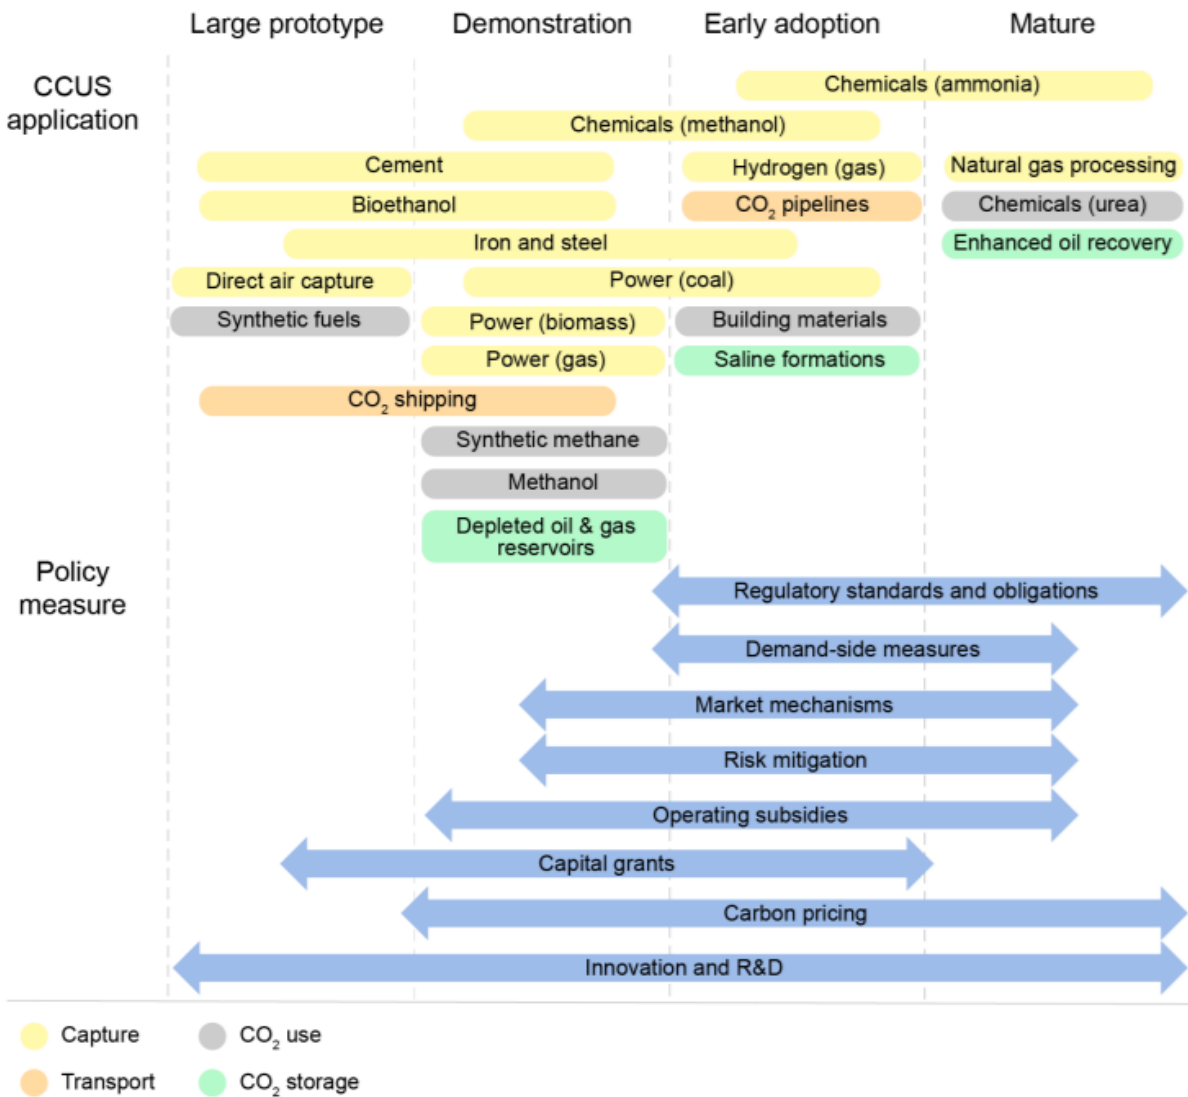 Large prototype
Demonstration
Early adoption
Mature
CCUS
application
Chemicals (ammonia)
Chemicals (methanol)
Cement
Hydrogen (gas)
Natural gas processing
Bioethanol
CO₂ pipelines
Chemicals (urea)
Iron and steel
Enhanced oil recovery
Direct air capture
Power (coal)
Synthetic fuels
Power (biomass)
Building materials
Power (gas)
Saline formations
CO₂ shipping
Synthetic methane
Methanol
Depleted oil & gas
reservoirs
Policy
measure
Regulatory standards and obligations
Demand-side measures
Market mechanisms
Risk mitigation
Operating subsidies
Capital grants
Carbon pricing
Innovation and R&D
Capture
CO₂ use
Transport
CO₂ storage